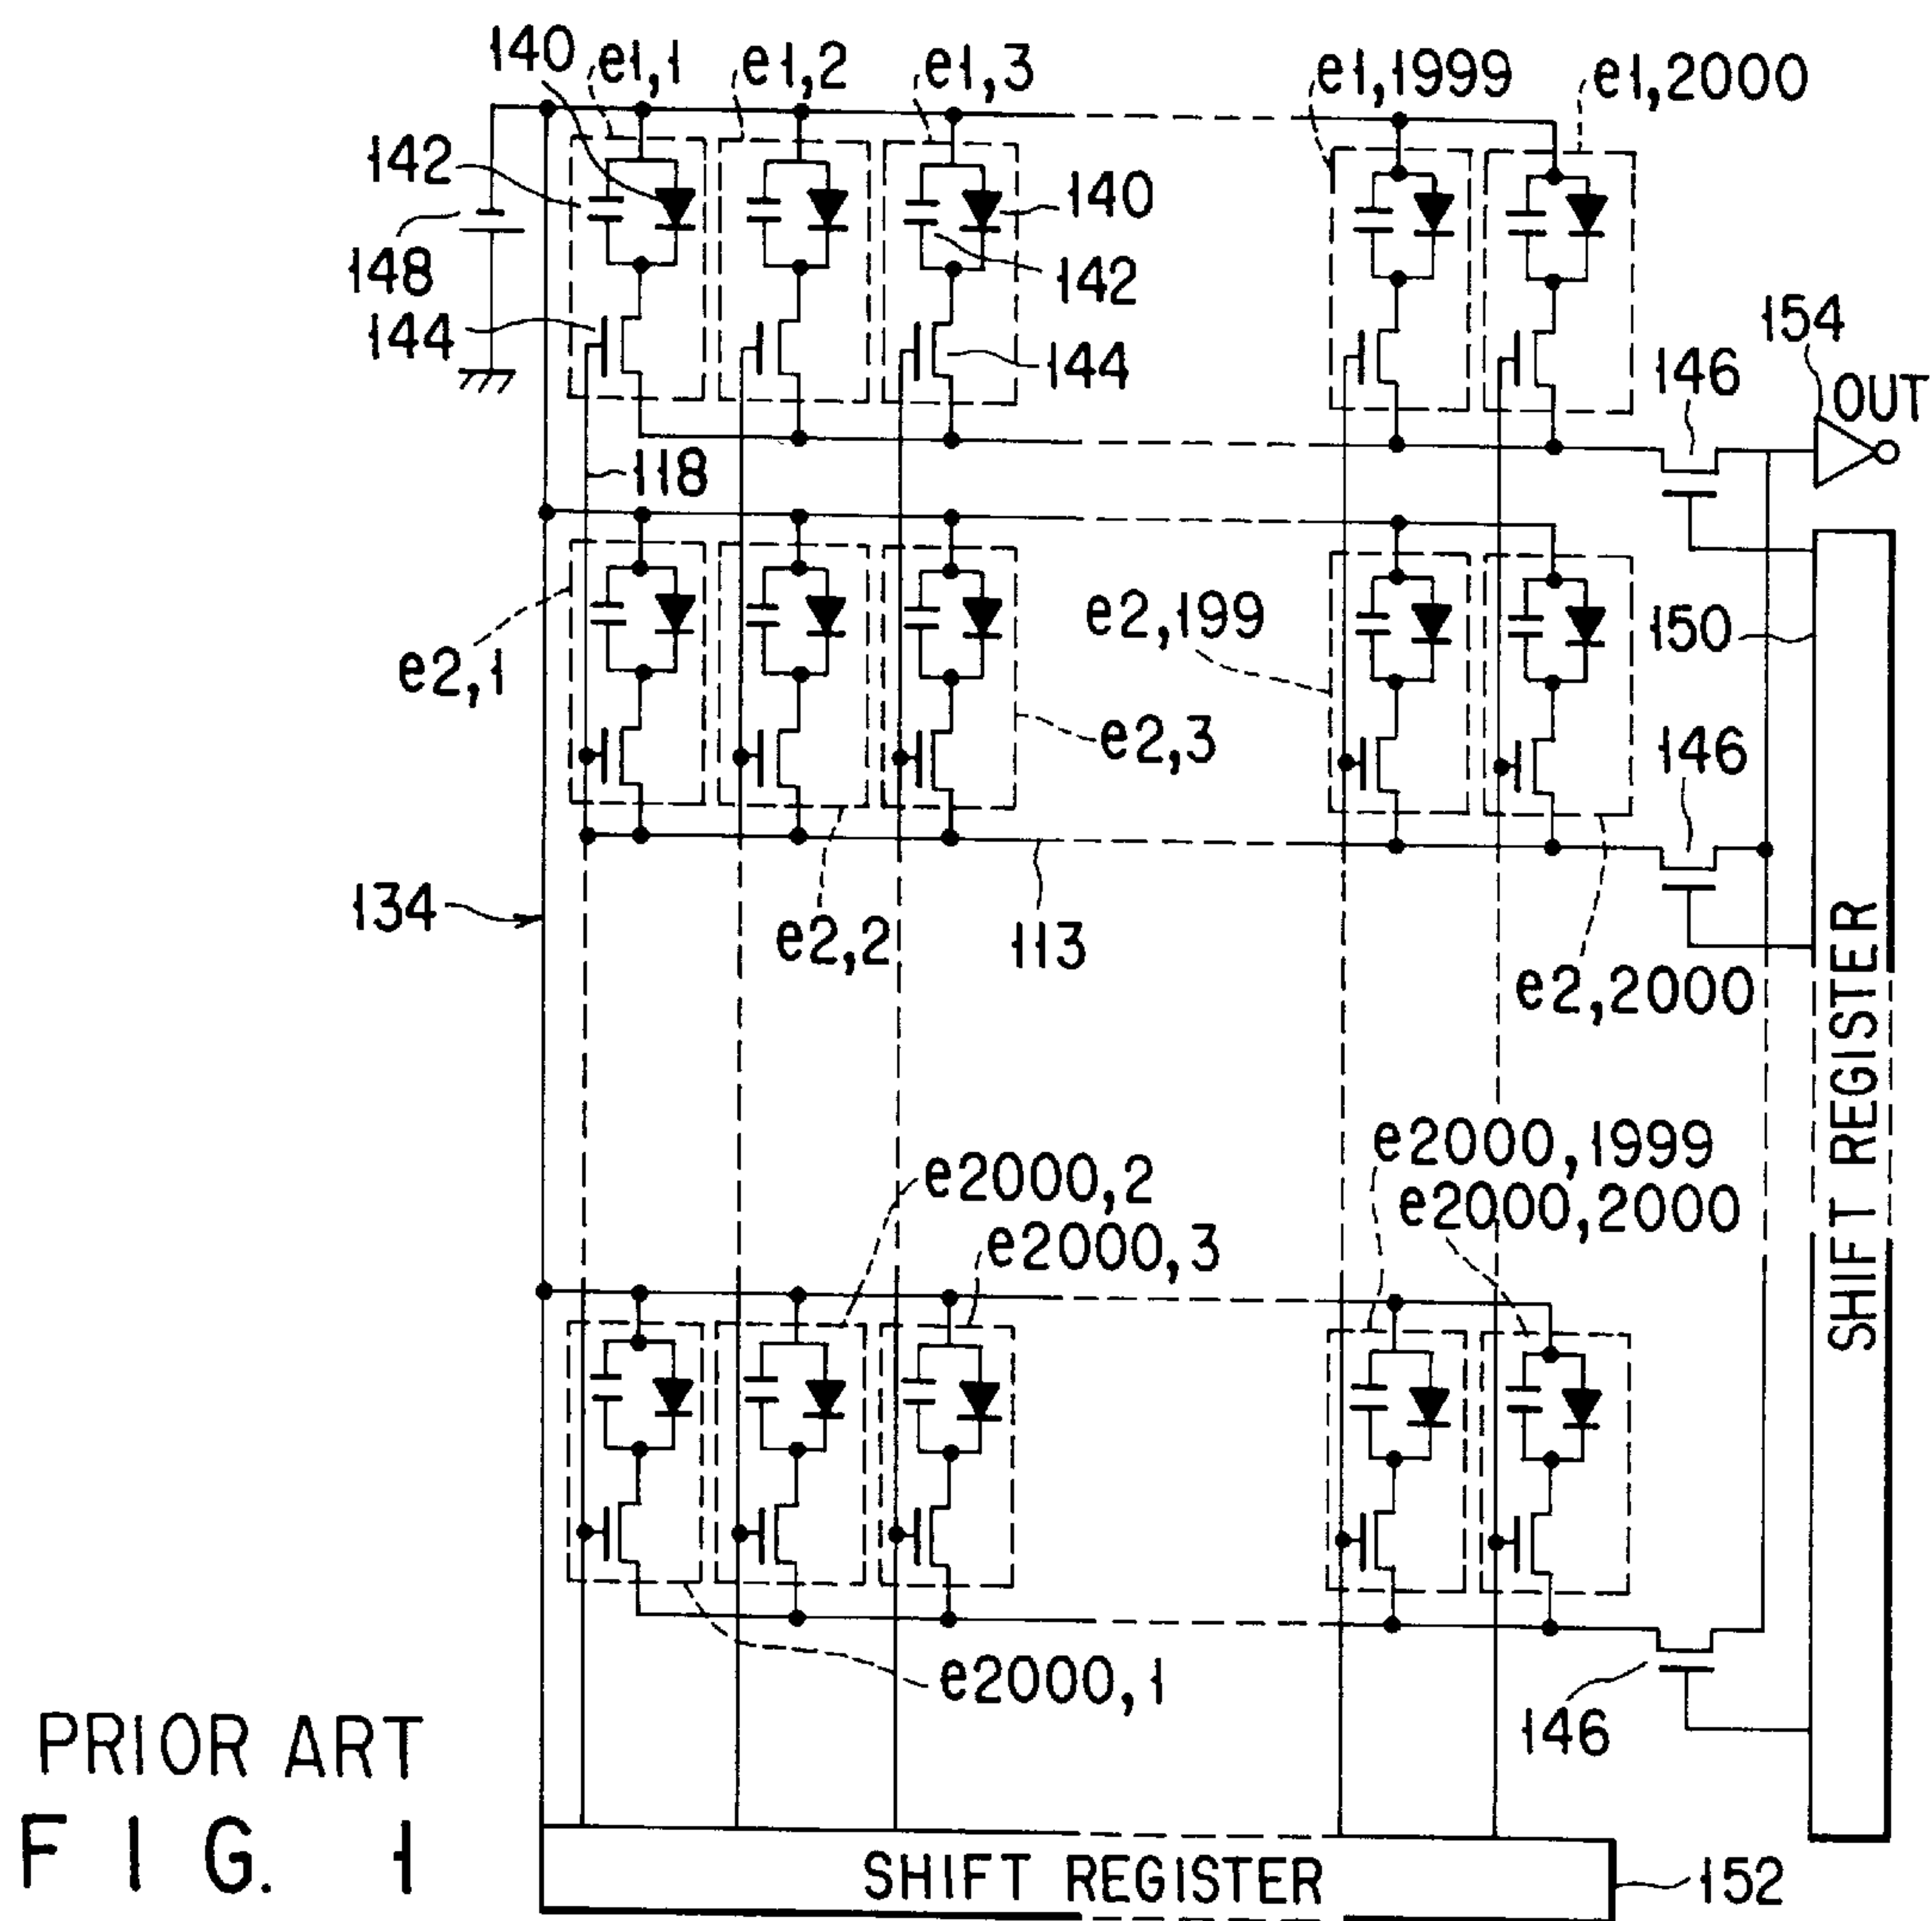 140 e1,1 e1,2 e1,3 e1,1999 e1,2000
142 140
148 142
144 144 154
146 OUT
118
e2,1 e2,199 150
e2,3 146
134 e2,2 113 e2,2000
SHIFT REGISTER
e2000,2 e2000,1999
e2000,3 e2000,2000
e2000,1 146
PRIOR ART
FIG. 1
SHIFT REGISTER 152